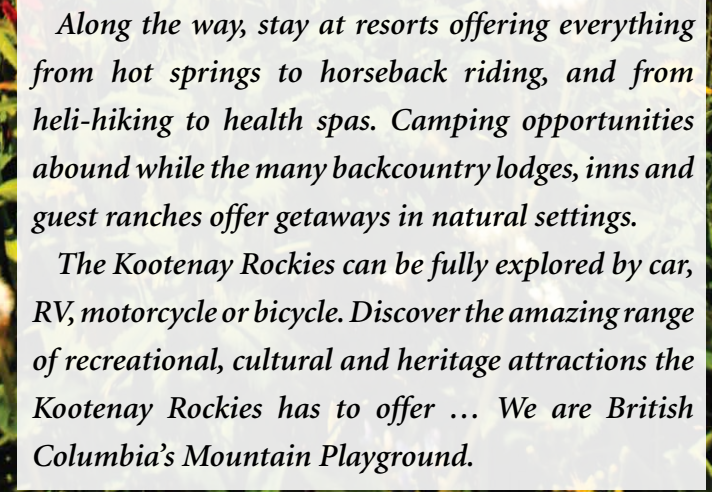 Along the way, stay at resorts offering everything
from hot springs to horseback riding, and from
heli-hiking to health spas. Camping opportunities
abound while the many backcountry lodges, inns and
guest ranches offer getaways in natural settings.
The Kootenay Rockies can be fully explored by car,
RV, motorcycle or bicycle. Discover the amazing range
of recreational, cultural and heritage attractions the
Kootenay Rockies has to offer … We are British
Columbia’s Mountain Playground.